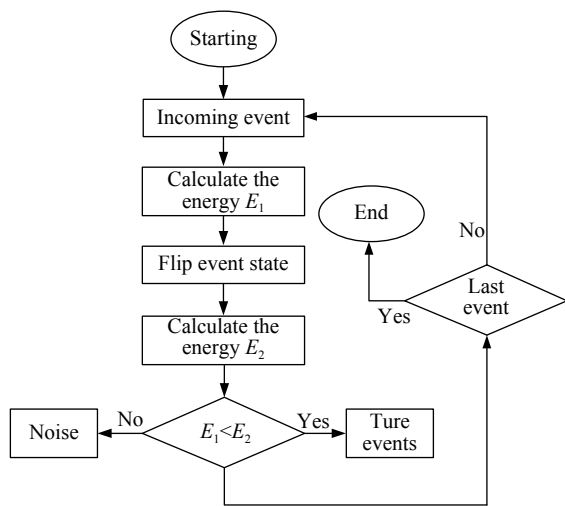 Starting
Incoming event
Calculate the
energy E₁
End
No
Flip event state
Last
event
Yes
Calculate the
energy E₂
No
E₁<E₂
Yes
Noise
Ture
events